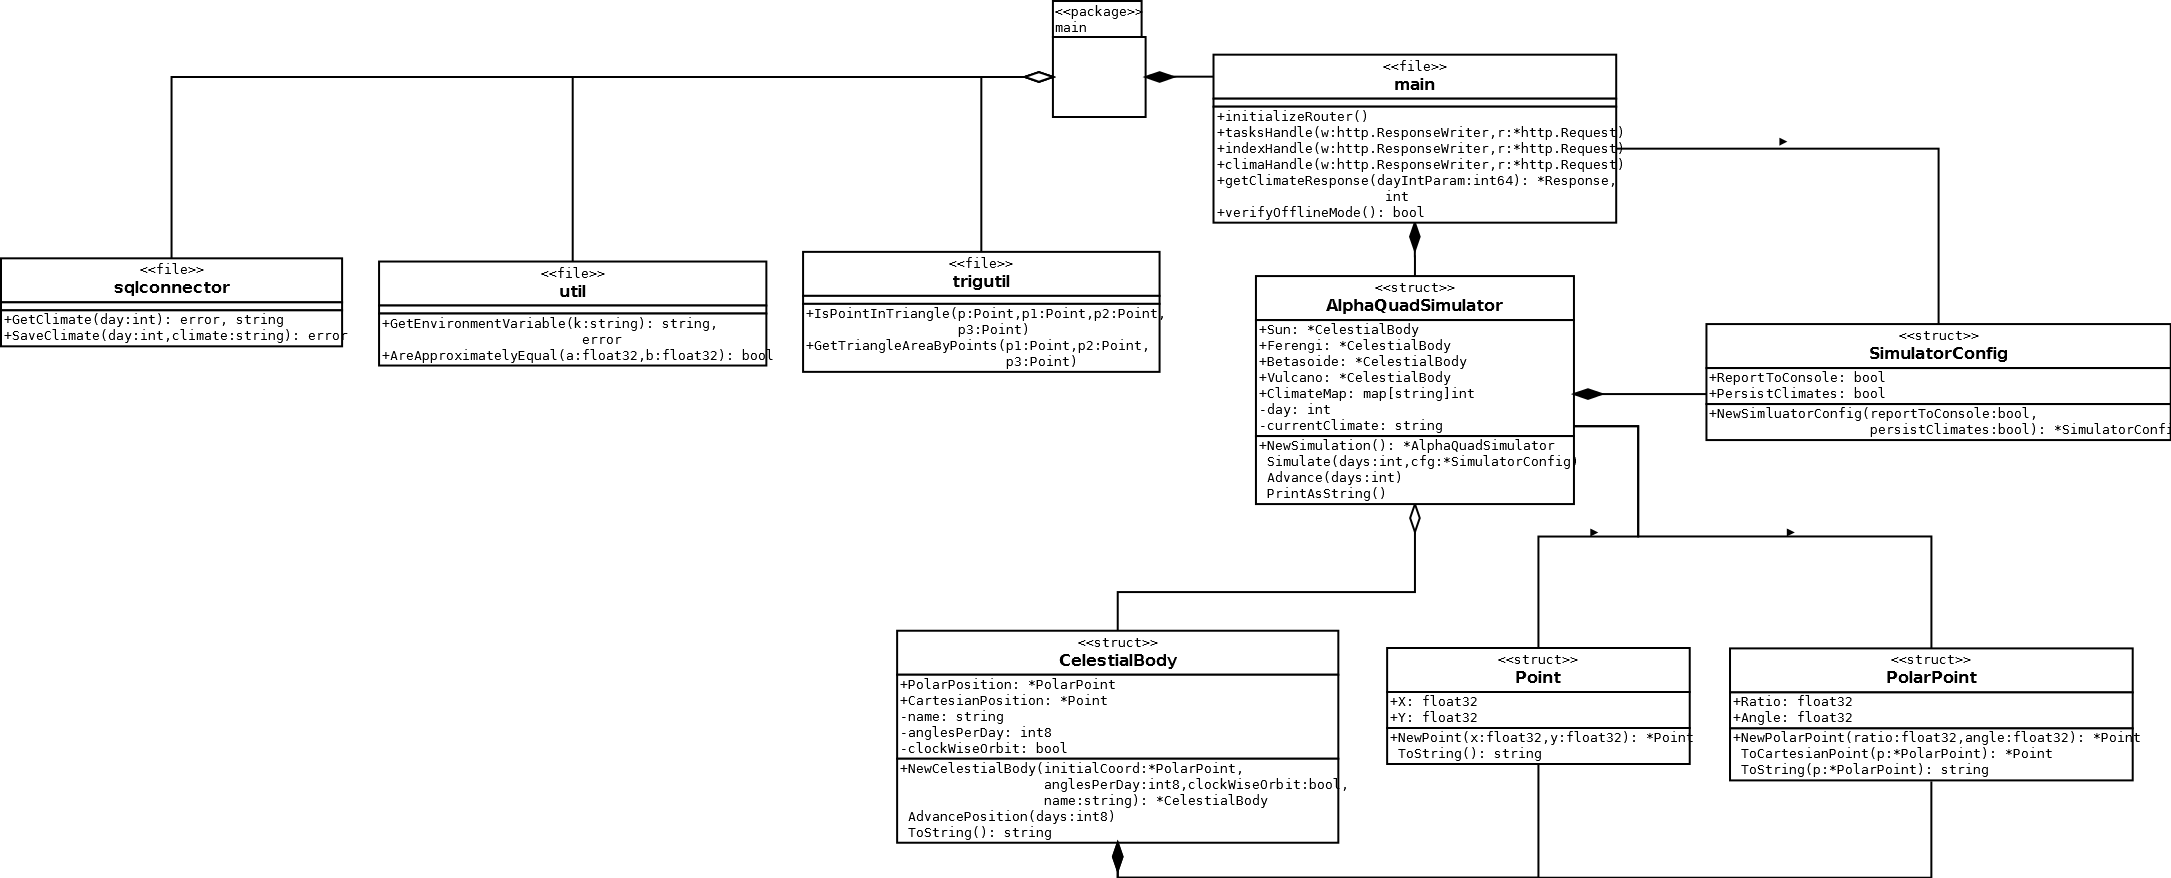 <<package>>
main
<<file>>
main
+initializeRouter()
+tasksHandle(w:http.ResponseWriter,r:*http.Request)
+indexHandle(w:http.ResponseWriter,r:*http.Request)
+climaHandle(w:http.ResponseWriter,r:*http.Request)
+getClimateResponse(dayIntParam:int64): *Response,
int
+verifyOfflineMode(): bool
<<file>>
sqlconnector
+GetClimate(day:int): error, string
+SaveClimate(day:int,climate:string): error
<<file>>
util
+GetEnvironmentVariable(k:string): string,
error
+AreApproximatelyEqual(a:float32,b:float32): bool
<<file>>
trigutil
+IsPointInTriangle(p:Point,p1:Point,p2:Point,
p3:Point)
+GetTriangleAreaByPoints(p1:Point,p2:Point,
p3:Point)
<<struct>>
AlphaQuadSimulator
+Sun: *CelestialBody
+Ferengi: *CelestialBody
+Betasoide: *CelestialBody
+Vulcano: *CelestialBody
+ClimateMap: map[string]int
-day: int
-currentClimate: string
+NewSimulation(): *AlphaQuadSimulator
Simulate(days:int,cfg:*SimulatorConfig)
Advance(days:int)
PrintAsString()
<<struct>>
SimulatorConfig
+ReportToConsole: bool
+PersistClimates: bool
+NewSimluatorConfig(reportToConsole:bool,
persistClimates:bool): *SimulatorConfi
<<struct>>
CelestialBody
+PolarPosition: *PolarPoint
+CartesianPosition: *Point
-name: string
-anglesPerDay: int8
-clockWiseOrbit: bool
+NewCelestialBody(initialCoord:*PolarPoint,
anglesPerDay:int8,clockWiseOrbit:bool,
name:string): *CelestialBody
AdvancePosition(days:int8)
ToString(): string
<<struct>>
Point
+X: float32
+Y: float32
+NewPoint(x:float32,y:float32): *Point
ToString(): string
<<struct>>
PolarPoint
+Ratio: float32
+Angle: float32
+NewPolarPoint(ratio:float32,angle:float32): *Point
ToCartesianPoint(p:*PolarPoint): *Point
ToString(p:*PolarPoint): string